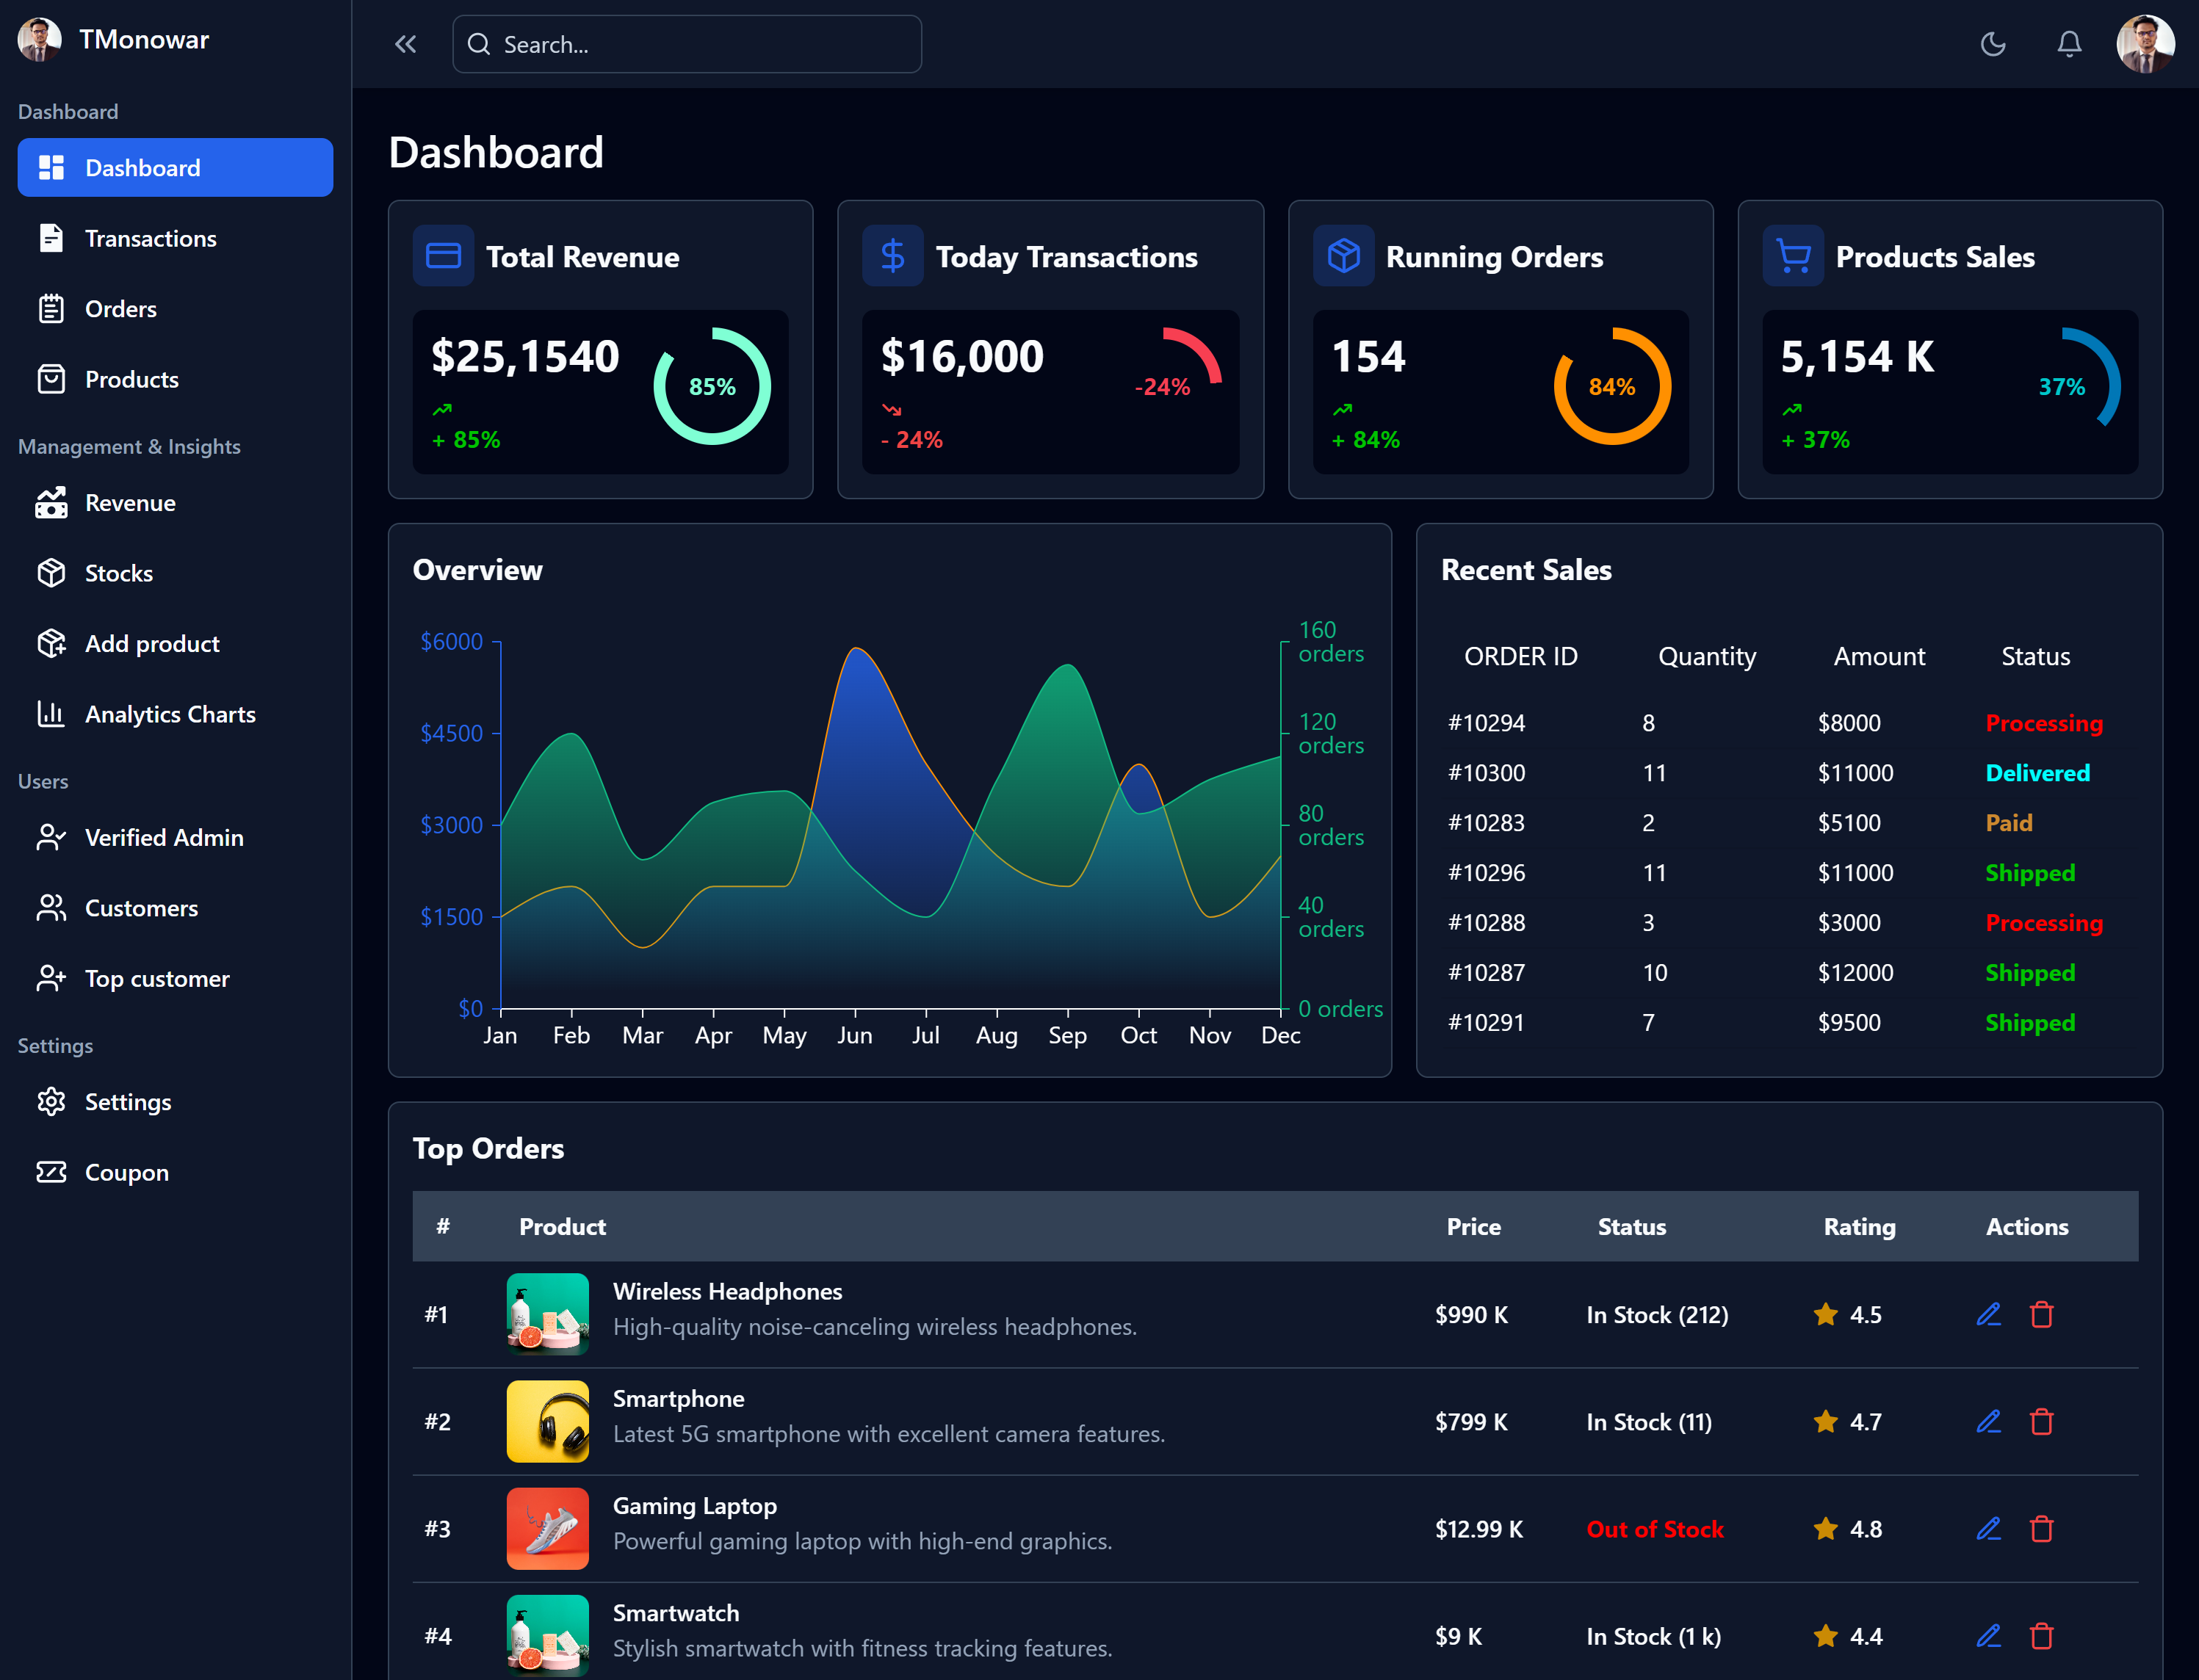 TMonowar
Search...
Dashboard
Dashboard
Transactions
Orders
Products
Management & Insights
Revenue
Stocks
Add product
Analytics Charts
Users
Verified Admin
Customers
Top customer
Settings
Settings
Coupon
Dashboard
Total Revenue
$25,1540
85%
+ 85%
Today Transactions
$16,000
-24%
- 24%
Running Orders
154
84%
+ 84%
Products Sales
5,154 K
37%
+ 37%
Overview
$6000
$4500
$3000
$1500
$0
160
orders
120
orders
80
orders
40
orders
0 orders
Jan Feb Mar Apr May Jun Jul Aug Sep Oct Nov Dec
Recent Sales
ORDER ID Quantity Amount Status
#10294 8 $8000 Processing
#10300 11 $11000 Delivered
#10283 2 $5100 Paid
#10296 11 $11000 Shipped
#10288 3 $3000 Processing
#10287 10 $12000 Shipped
#10291 7 $9500 Shipped
Top Orders
# Product Price Status Rating Actions
#1 Wireless Headphones $990 K In Stock (212) 4.5
High-quality noise-canceling wireless headphones.
#2 Smartphone $799 K In Stock (11) 4.7
Latest 5G smartphone with excellent camera features.
#3 Gaming Laptop $12.99 K Out of Stock 4.8
Powerful gaming laptop with high-end graphics.
#4 Smartwatch $9 K In Stock (1 k) 4.4
Stylish smartwatch with fitness tracking features.